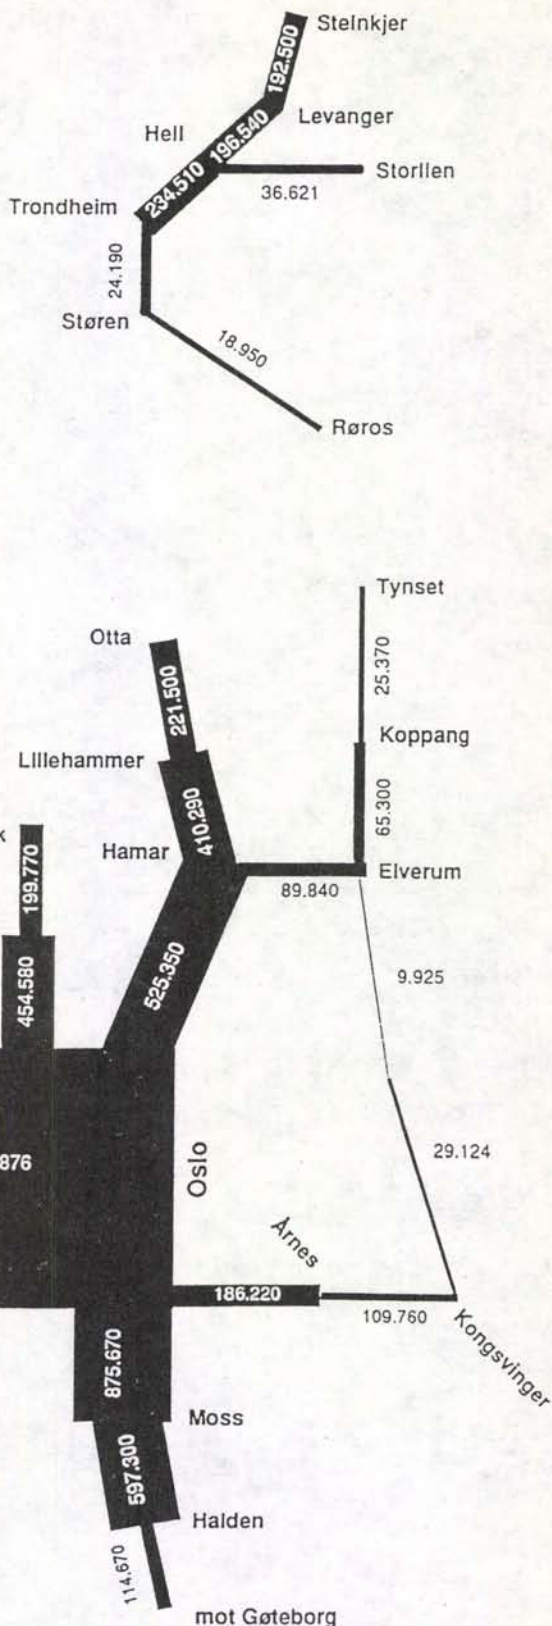 Steinkjer
192.500
Levanger
Hell
196.540
Storlien
36.621
234.510
Trondheim
24.190
Støren
18.950
Røros
Tynset
25.370
Otta
221.500
Koppang
Lillehammer
410.290
65.300
k
199.770
Hamar
Elverum
89.840
454.580
525.350
9.925
876
Oslo
29.124
Årnes
186.220
109.760
Kongsvinger
875.670
Moss
597.300
Halden
114.670
mot Gøteborg